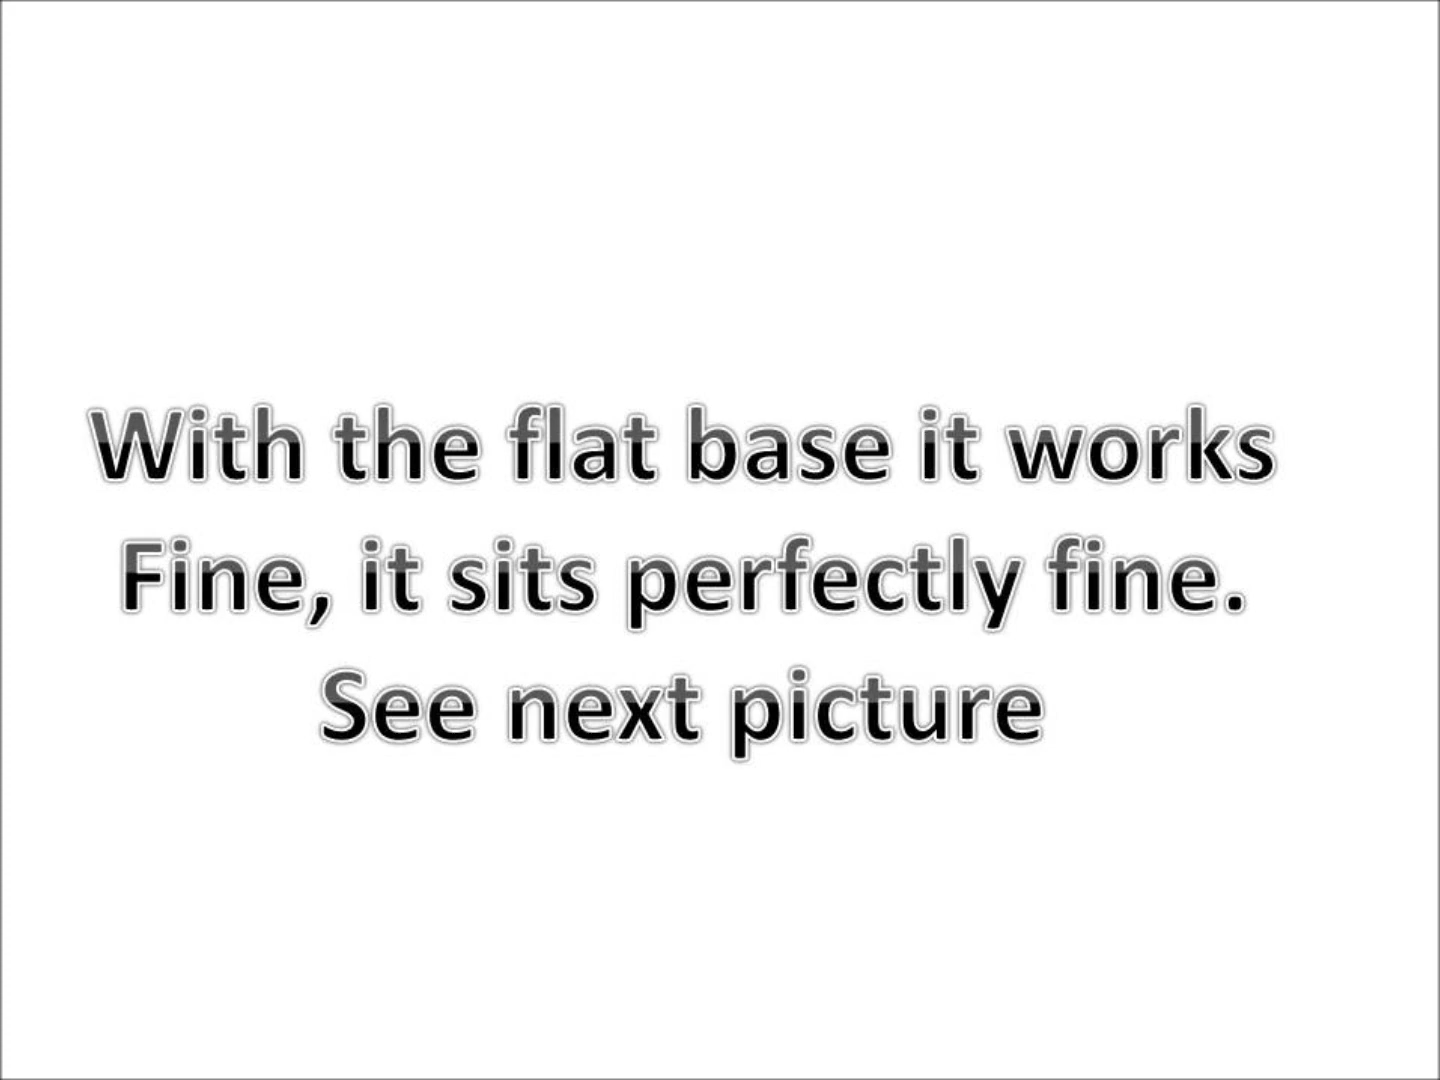 With the flat base it works
Fine, it sits perfectly fine.
See next picture